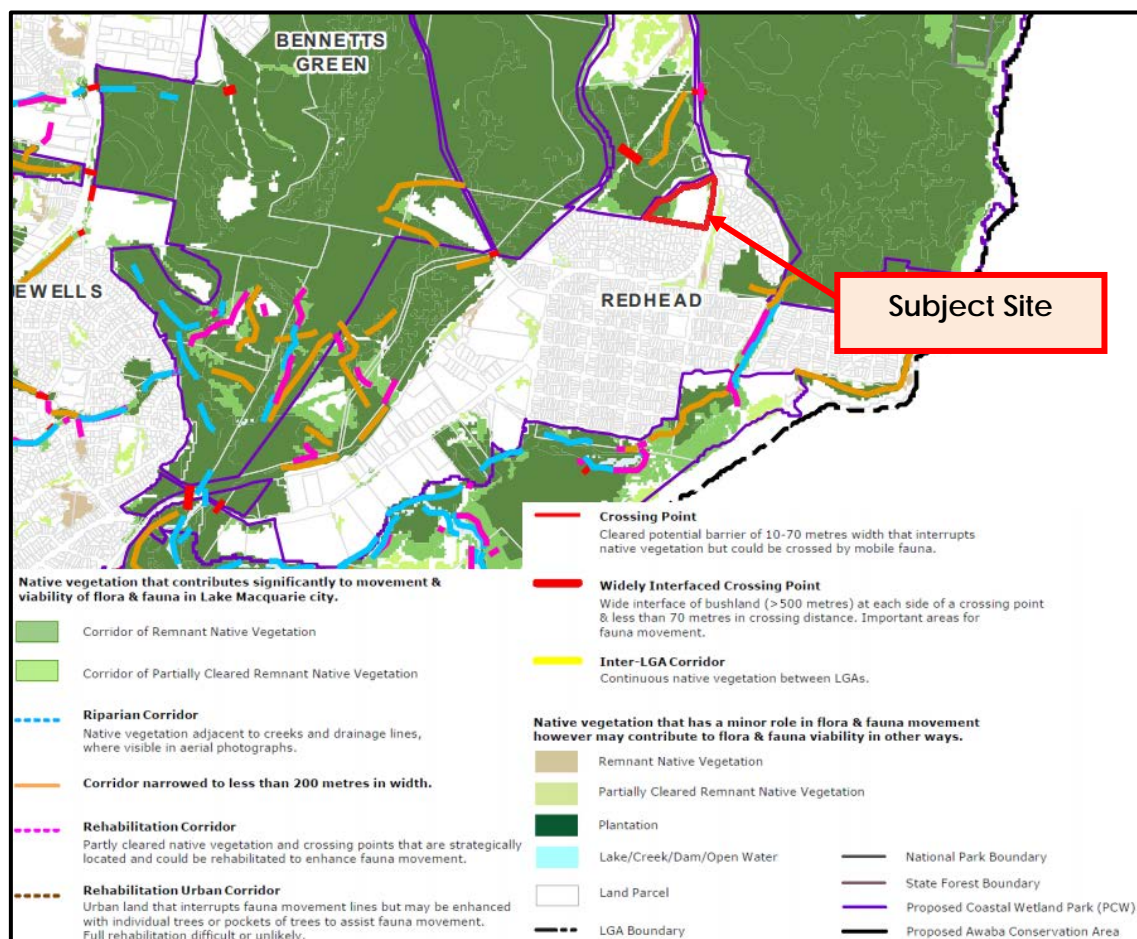 BENNETTS
GREEN
EWELLS
REDHEAD
Subject Site
Native vegetation that contributes significantly to movement &
viability of flora & fauna in Lake Macquarie city.
Corridor of Remnant Native Vegetation
Corridor of Partially Cleared Remnant Native Vegetation
Riparian Corridor
Native vegetation adjacent to creeks and drainage lines,
where visible in aerial photographs.
Corridor narrowed to less than 200 metres in width.
Rehabilitation Corridor
Partly cleared native vegetation and crossing points that are strategically
located and could be rehabilitated to enhance fauna movement.
Rehabilitation Urban Corridor
Urban land that interrupts fauna movement lines but may be enhanced
with individual trees or pockets of trees to assist fauna movement.
Full rehabilitation difficult or unlikely.
Crossing Point
Cleared potential barrier of 10-70 metres width that interrupts
native vegetation but could be crossed by mobile fauna.
Widely Interfaced Crossing Point
Wide interface of bushland (>500 metres) at each side of a crossing point
& less than 70 metres in crossing distance. Important areas for
fauna movement.
Inter-LGA Corridor
Continuous native vegetation between LGAs.
Native vegetation that has a minor role in flora & fauna movement
however may contribute to flora & fauna viability in other ways.
Remnant Native Vegetation
Partially Cleared Remnant Native Vegetation
Plantation
Lake/Creek/Dam/Open Water
Land Parcel
LGA Boundary
National Park Boundary
State Forest Boundary
Proposed Coastal Wetland Park (PCW)
Proposed Awaba Conservation Area